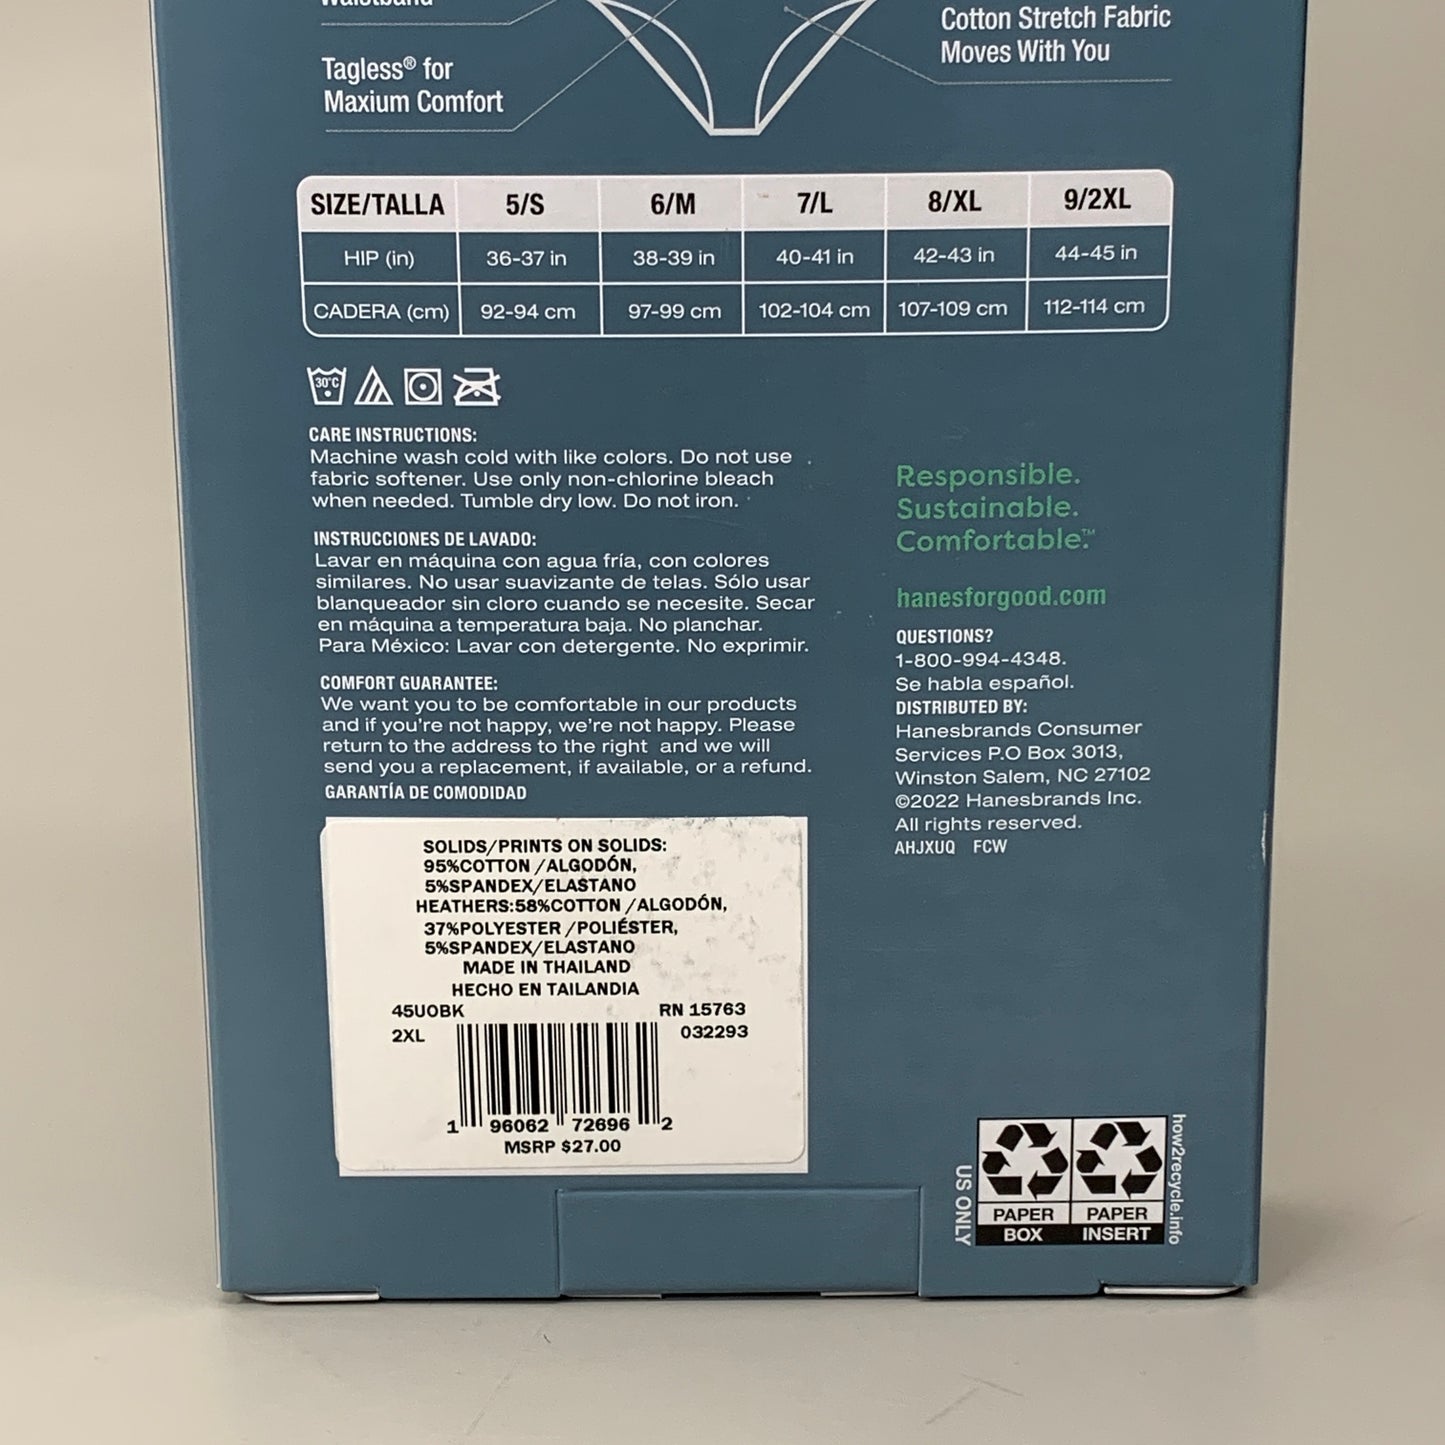 Waistband
Tagless® for
Maxium Comfort
Cotton Stretch Fabric
Moves With You
SIZE/TALLA 5/S 6/M 7/L 8/XL 9/2XL
HIP (in) 36-37 in 38-39 in 40-41 in 42-43 in 44-45 in
CADERA (cm) 92-94 cm 97-99 cm 102-104 cm 107-109 cm 112-114 cm
30°C
CARE INSTRUCTIONS:
Machine wash cold with like colors. Do not use
fabric softener. Use only non-chlorine bleach
when needed. Tumble dry low. Do not iron.
INSTRUCCIONES DE LAVADO:
Lavar en máquina con agua fría, con colores
similares. No usar suavizante de telas. Sólo usar
blanqueador sin cloro cuando se necesite. Secar
en máquina a temperatura baja. No planchar.
Para México: Lavar con detergente. No exprimir.
COMFORT GUARANTEE:
We want you to be comfortable in our products
and if you're not happy, we're not happy. Please
return to the address to the right and we will
send you a replacement, if available, or a refund.
GARANTÍA DE COMODIDAD
SOLIDS/PRINTS ON SOLIDS:
95%COTTON /ALGODÓN,
5%SPANDEX/ELASTANO
HEATHERS:58%COTTON /ALGODÓN,
37%POLYESTER /POLIÉSTER,
5%SPANDEX/ELASTANO
MADE IN THAILAND
HECHO EN TAILANDIA
45UOBK RN 15763
2XL 032293
1 96062 72696 2
MSRP $27.00
Responsible.
Sustainable.
Comfortable.™
hanesforgood.com
QUESTIONS?
1-800-994-4348.
Se habla español.
DISTRIBUTED BY:
Hanesbrands Consumer
Services P.O Box 3013,
Winston Salem, NC 27102
©2022 Hanesbrands Inc.
All rights reserved.
AHJXUQ FCW
US ONLY
PAPER PAPER
BOX INSERT
how2recycle.info